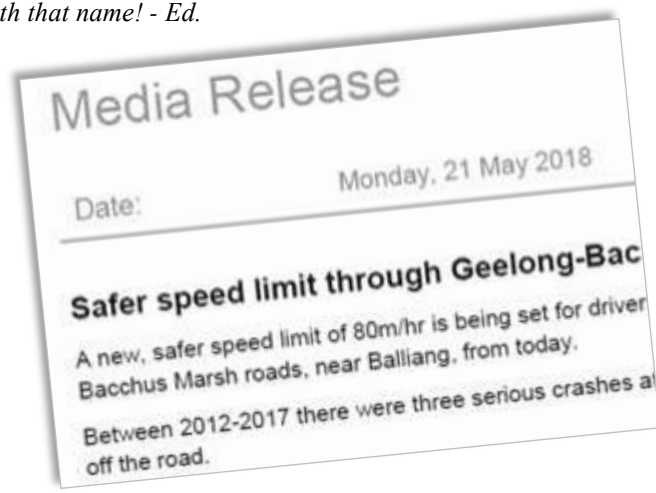 th that name! - Ed.
Media Release
Date: Monday, 21 May 2018
Safer speed limit through Geelong-Bac
A new, safer speed limit of 80m/hr is being set for driver
Bacchus Marsh roads, near Balliang, from today.
Between 2012-2017 there were three serious crashes at
off the road.